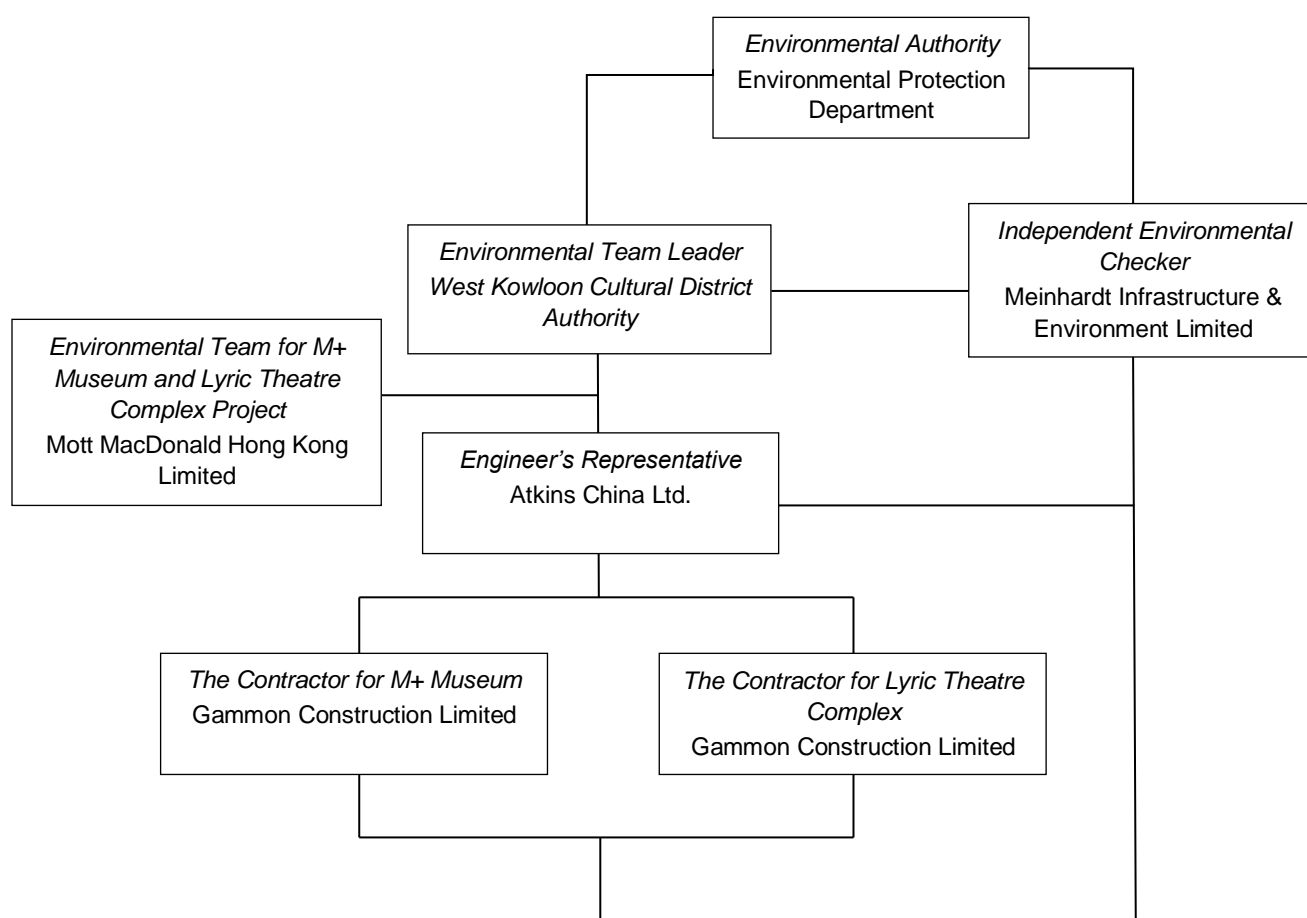 Environmental Authority
Environmental Protection
Department
Environmental Team Leader
West Kowloon Cultural District
Authority
Independent Environmental
Checker
Meinhardt Infrastructure &
Environment Limited
Environmental Team for M+
Museum and Lyric Theatre
Complex Project
Mott MacDonald Hong Kong
Limited
Engineer’s Representative
Atkins China Ltd.
The Contractor for M+ Museum
Gammon Construction Limited
The Contractor for Lyric Theatre
Complex
Gammon Construction Limited